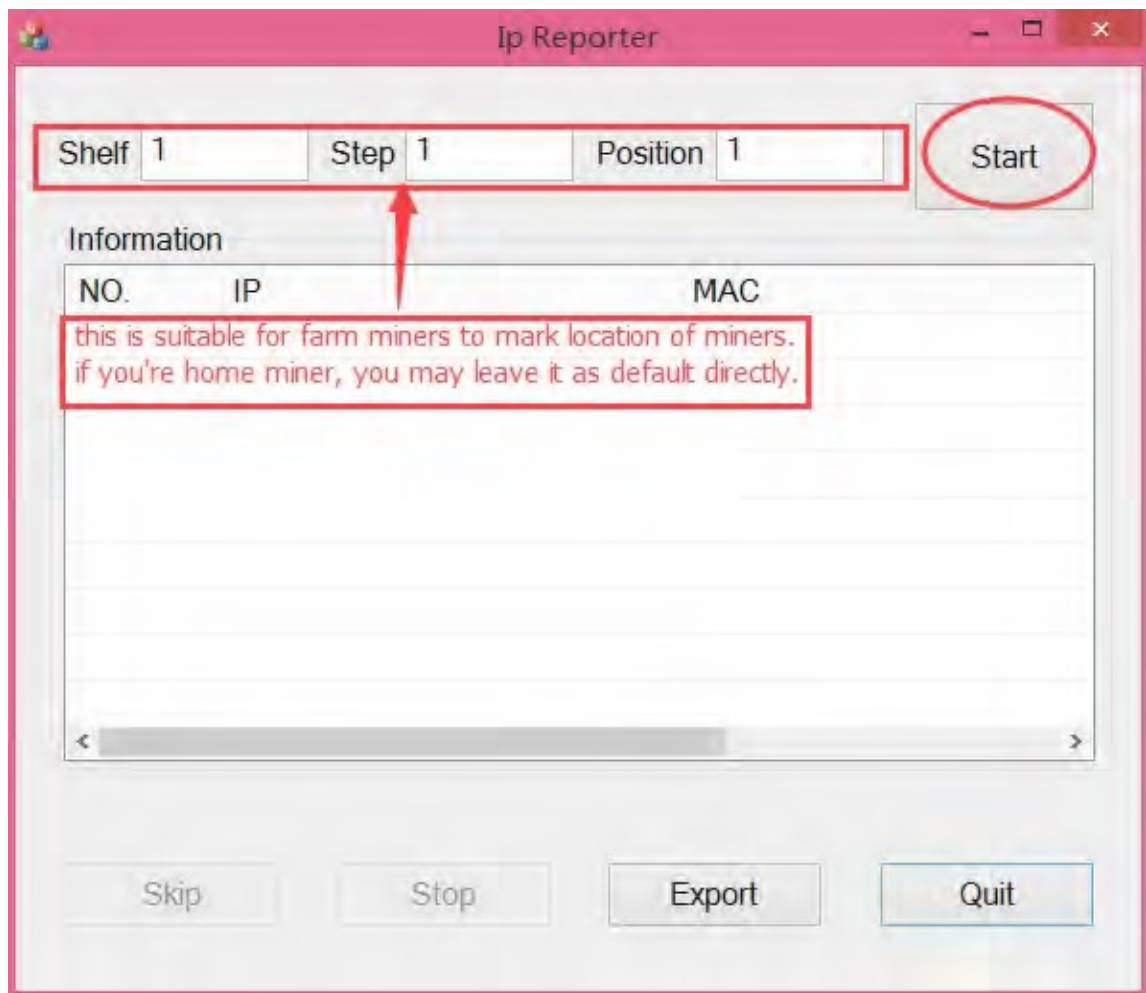 Ip Reporter
Shelf 1 Step 1 Position 1 Start
Information
NO. IP MAC
this is suitable for farm miners to mark location of miners.
if you're home miner, you may leave it as default directly.
Skip Stop Export Quit